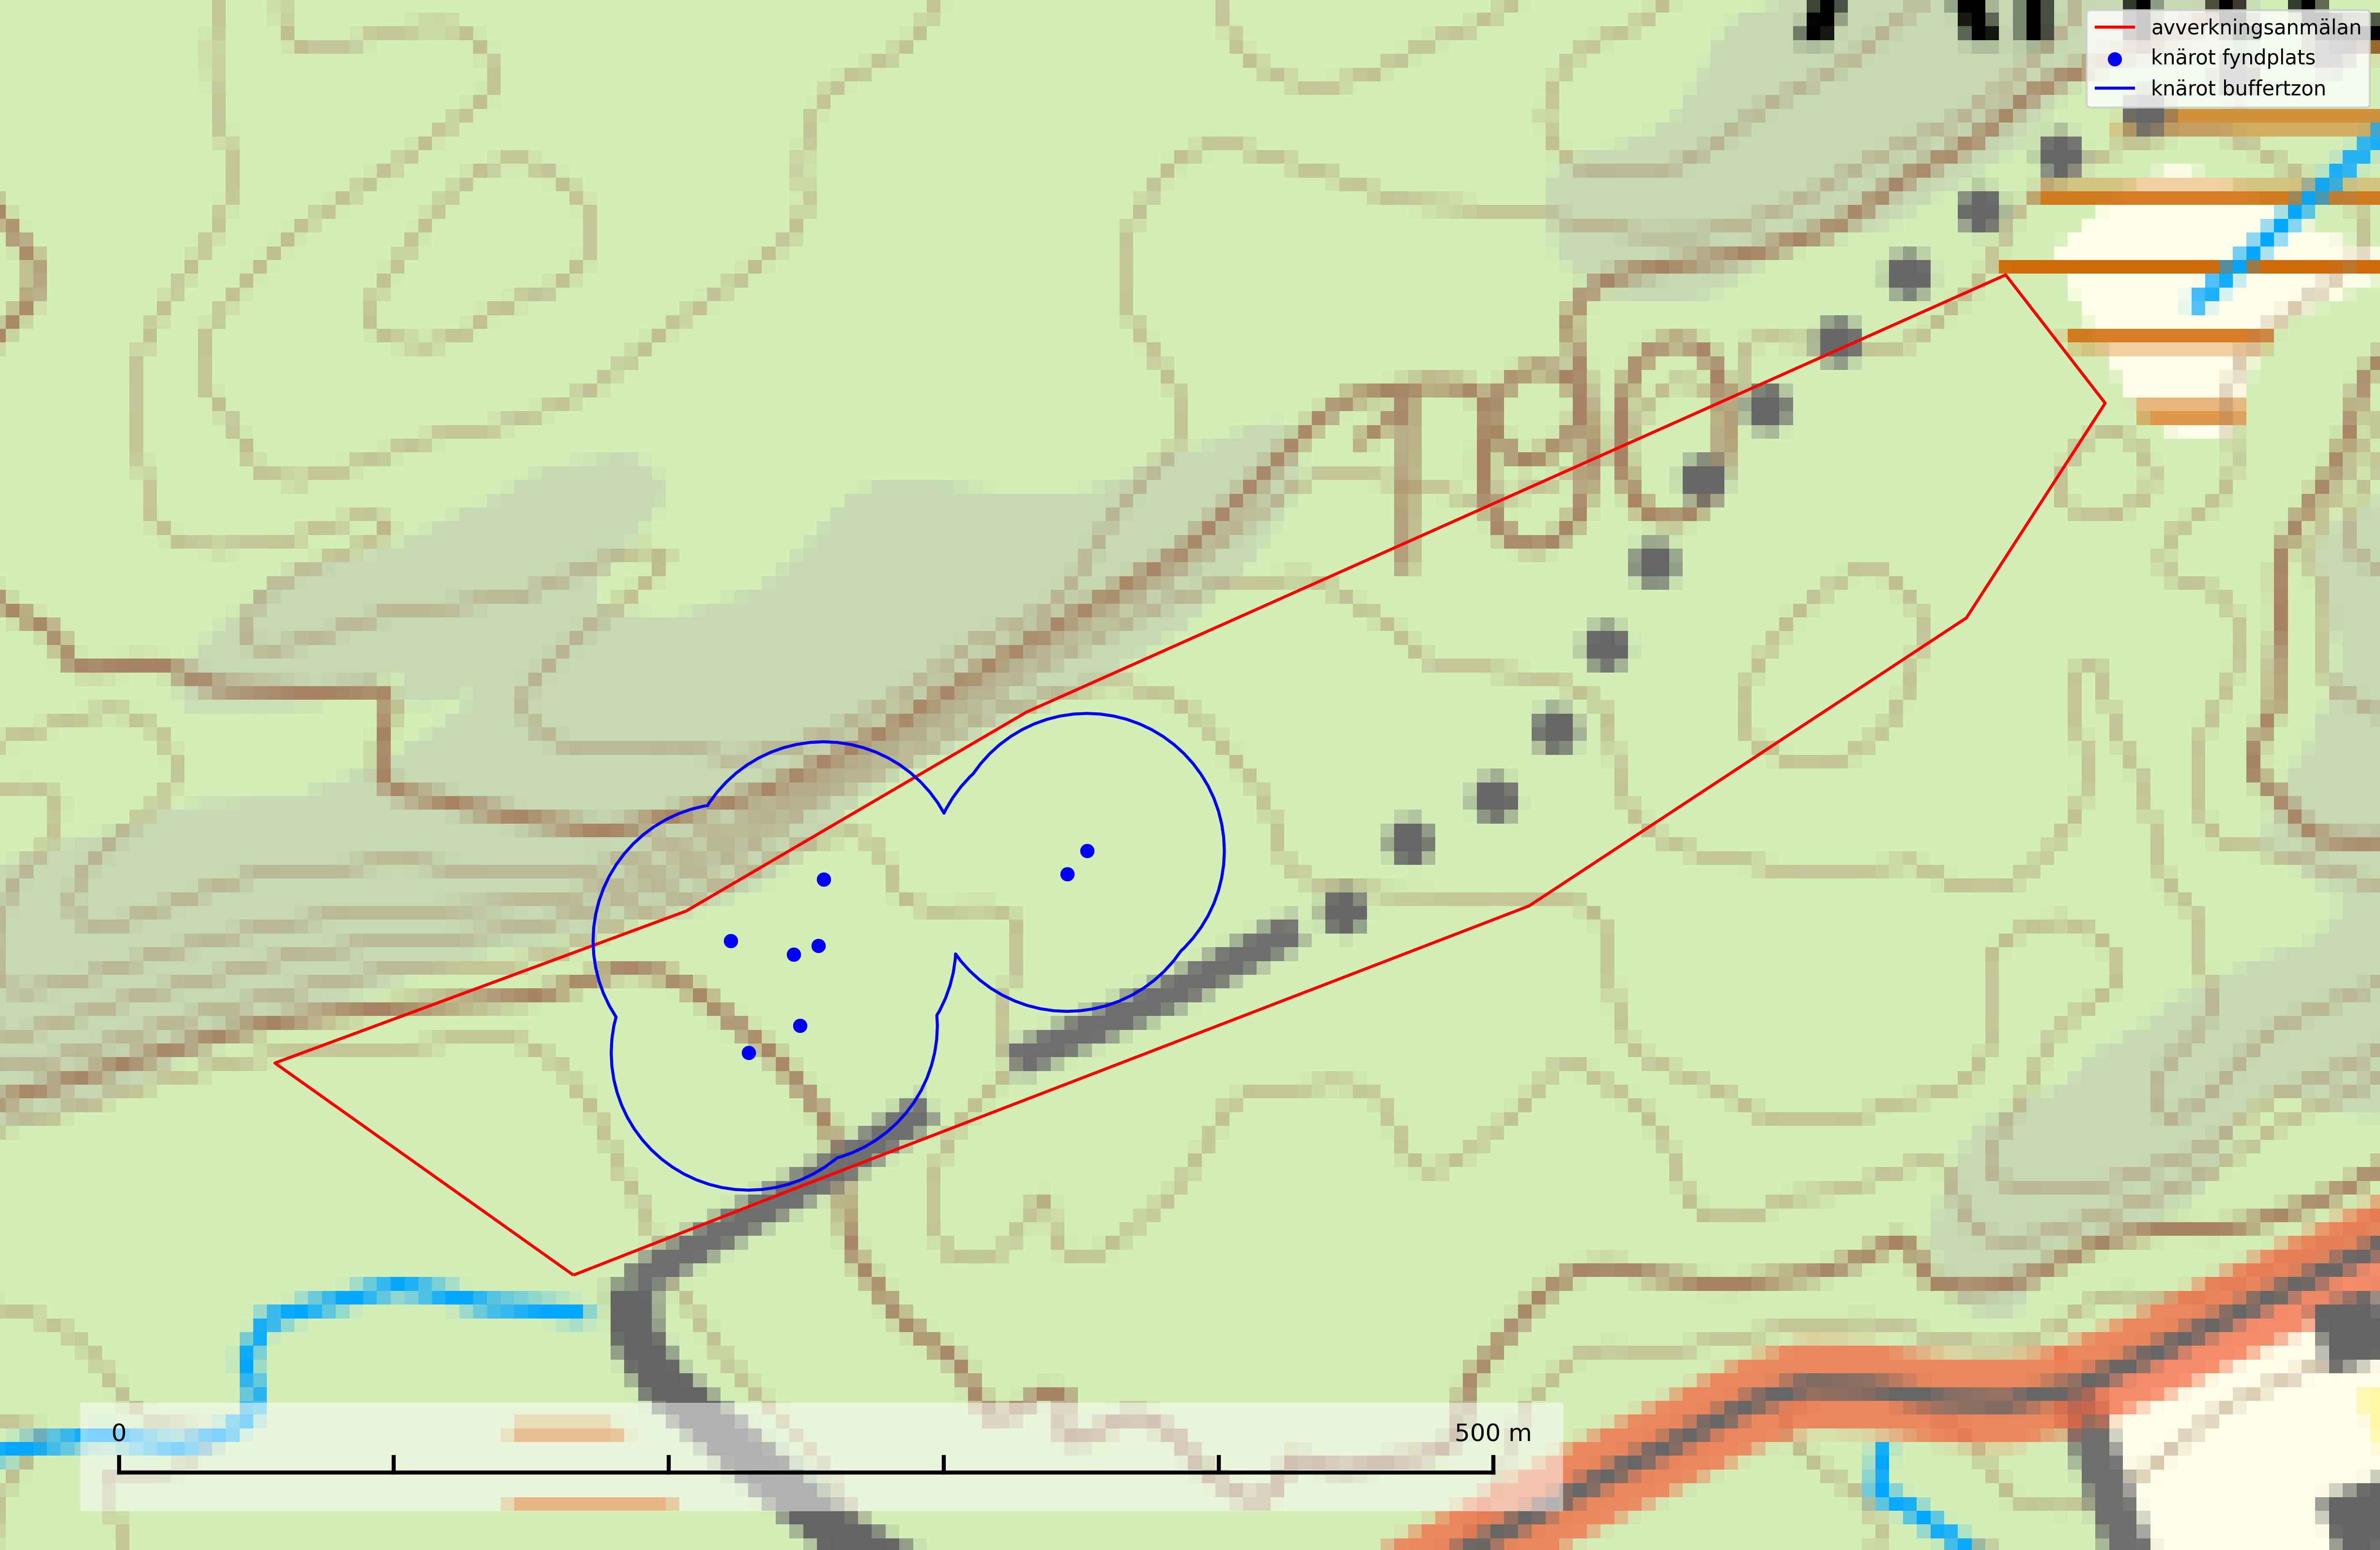 avverkningsanmälan
knärot fyndplats
knärot buffertzon
190
0
500 m